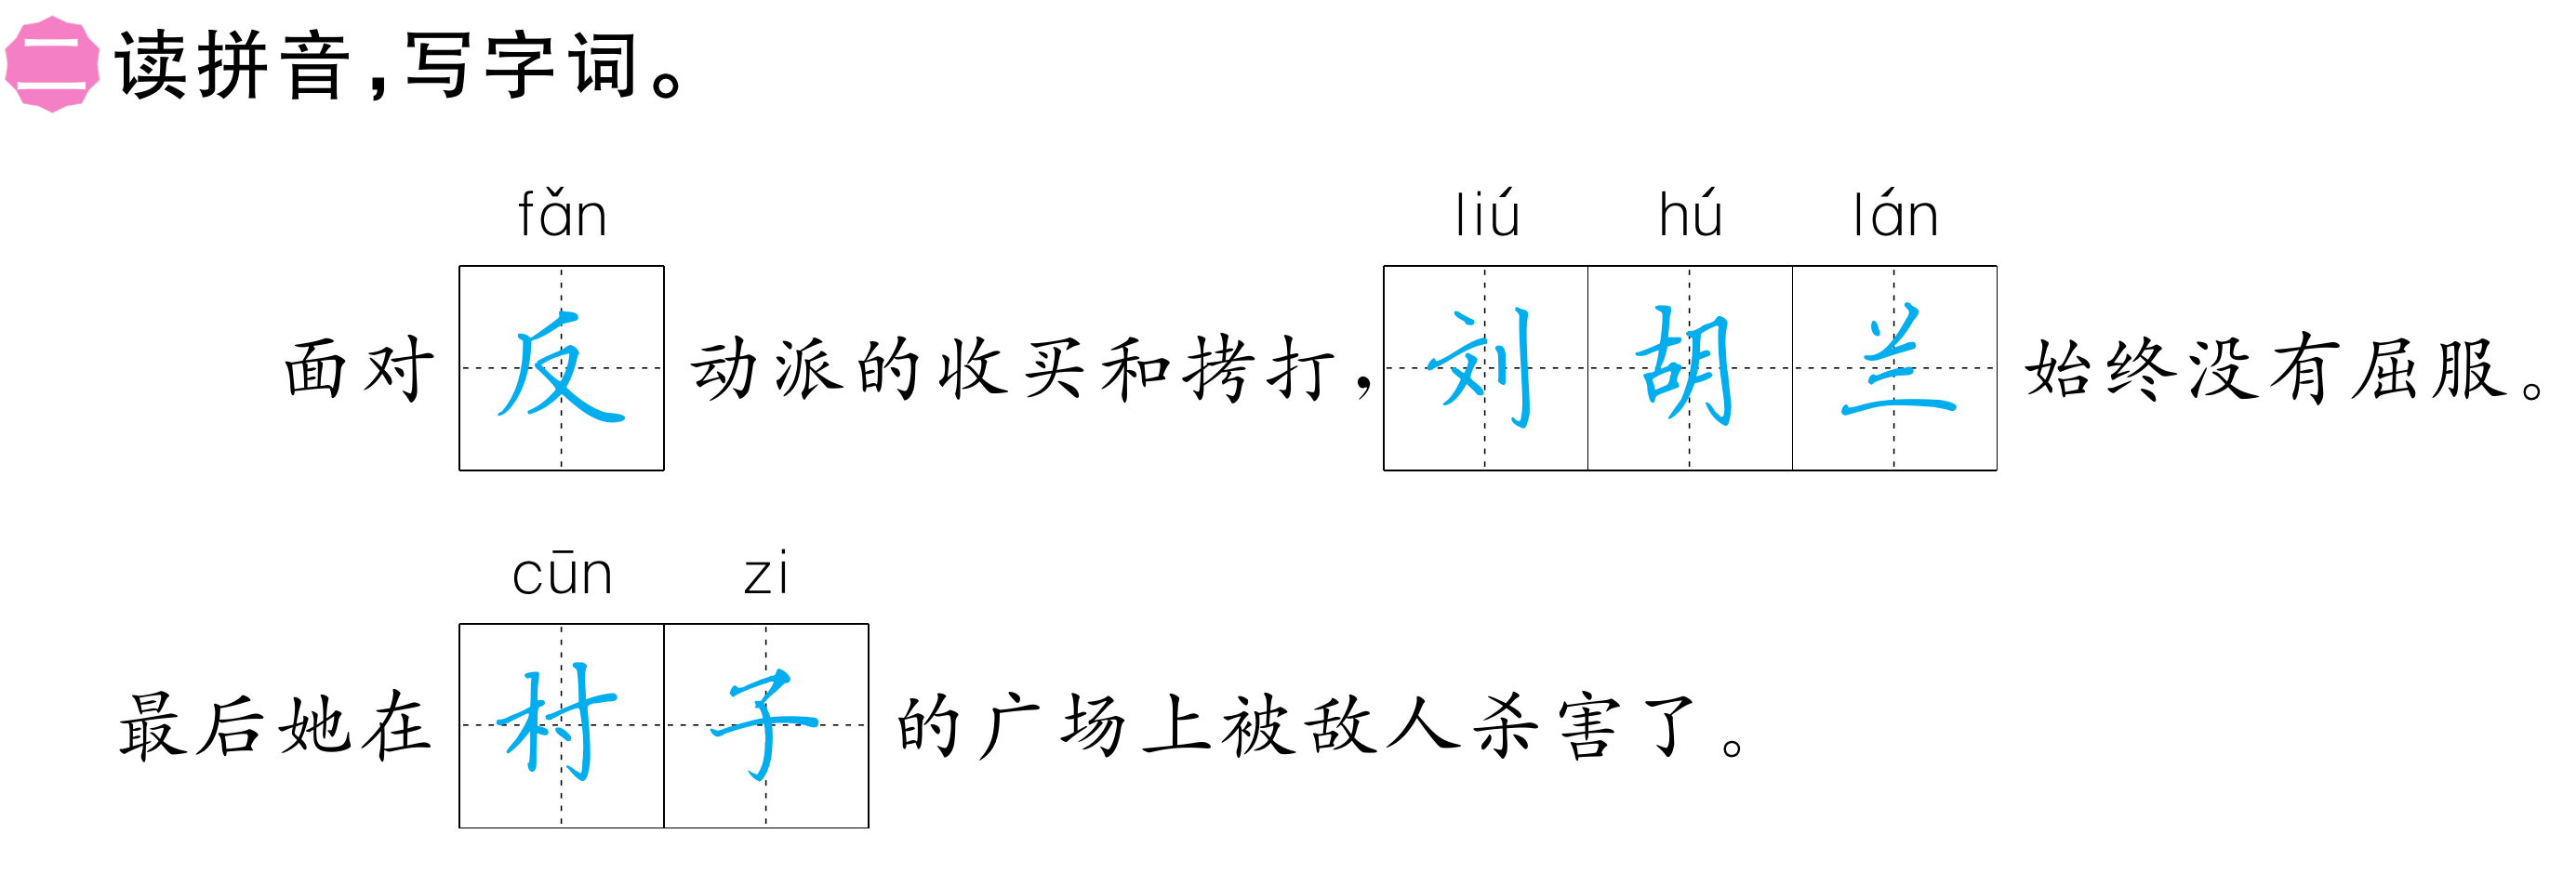 二 读拼音，写字词。
fǎn liú hú lán
面对反动派的收买和拷打，刘胡兰始终没有屈服。
cūn zi
最后她在村子的广场上被敌人杀害了。